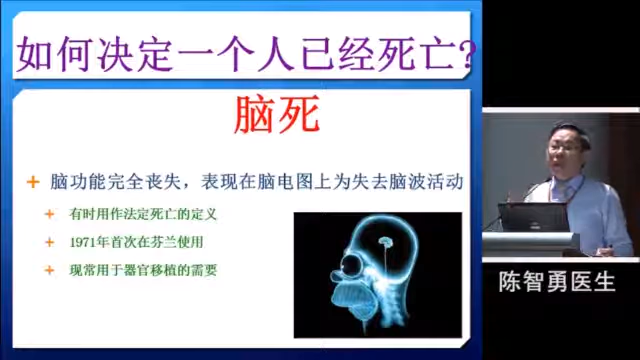 如何决定一个人已经死亡?
脑死
脑功能完全丧失，表现在脑电图上为失去脑波活动
有时用作法定死亡的定义
1971年首次在芬兰使用
现常用于器官移植的需要
陈智勇医生